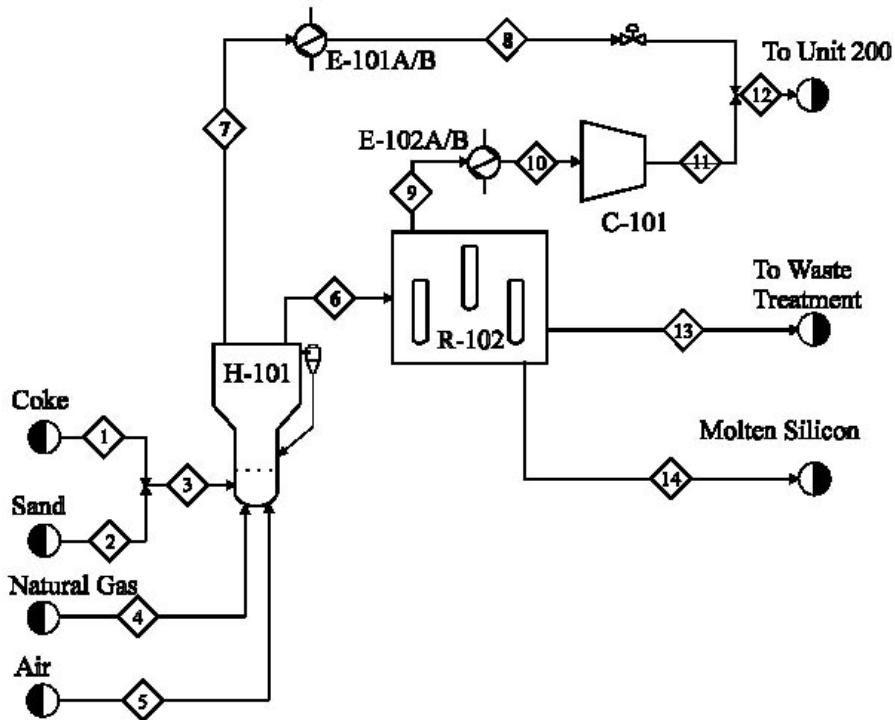 8
To Unit 200
E-101A/B
12
7
E-102A/B
10
11
9
C-101
To Waste
Treatment
6
R-102
13
H-101
Coke
1
Molten Silicon
3
14
Sand
2
Natural Gas
4
Air
5